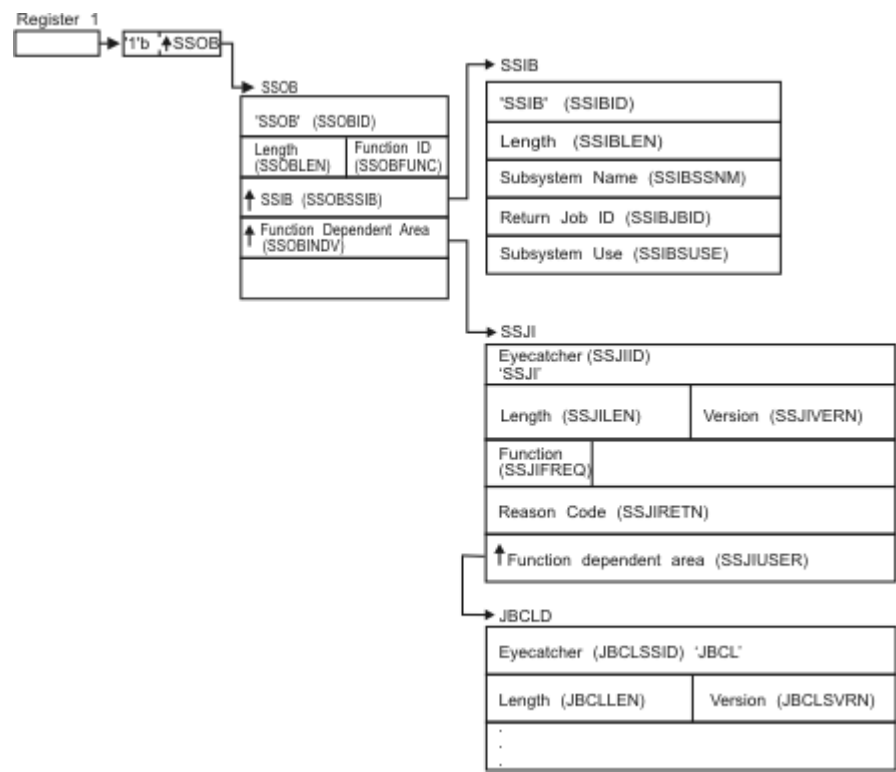 Register 1
'1'b SSOB
SSOB
"SSOB' (SSOBID)
Length
(SSOBLEN)
Function ID
(SSOBFUNC)
SSIB (SSOBSSIB)
Function Dependent Area
(SSOBINDV)
SSIB
"SSIB" (SSIBID)
Length (SSIBLEN)
Subsystem Name (SSIBSSNM)
Return Job ID (SSIBJBID)
Subsystem Use (SSIBSUSE)
SSJI
Eyecatcher (SSJIID)
'SSJI'
Length (SSJILEN)
Version (SSJIVERN)
Function
(SSJIFREQ)
Reason Code (SSJIRETN)
Function dependent area (SSJIUSER)
JBCLD
Eyecatcher (JBCLSSID) 'JBCL'
Length (JBCLLEN)
Version (JBCLSVRN)
.
.
.